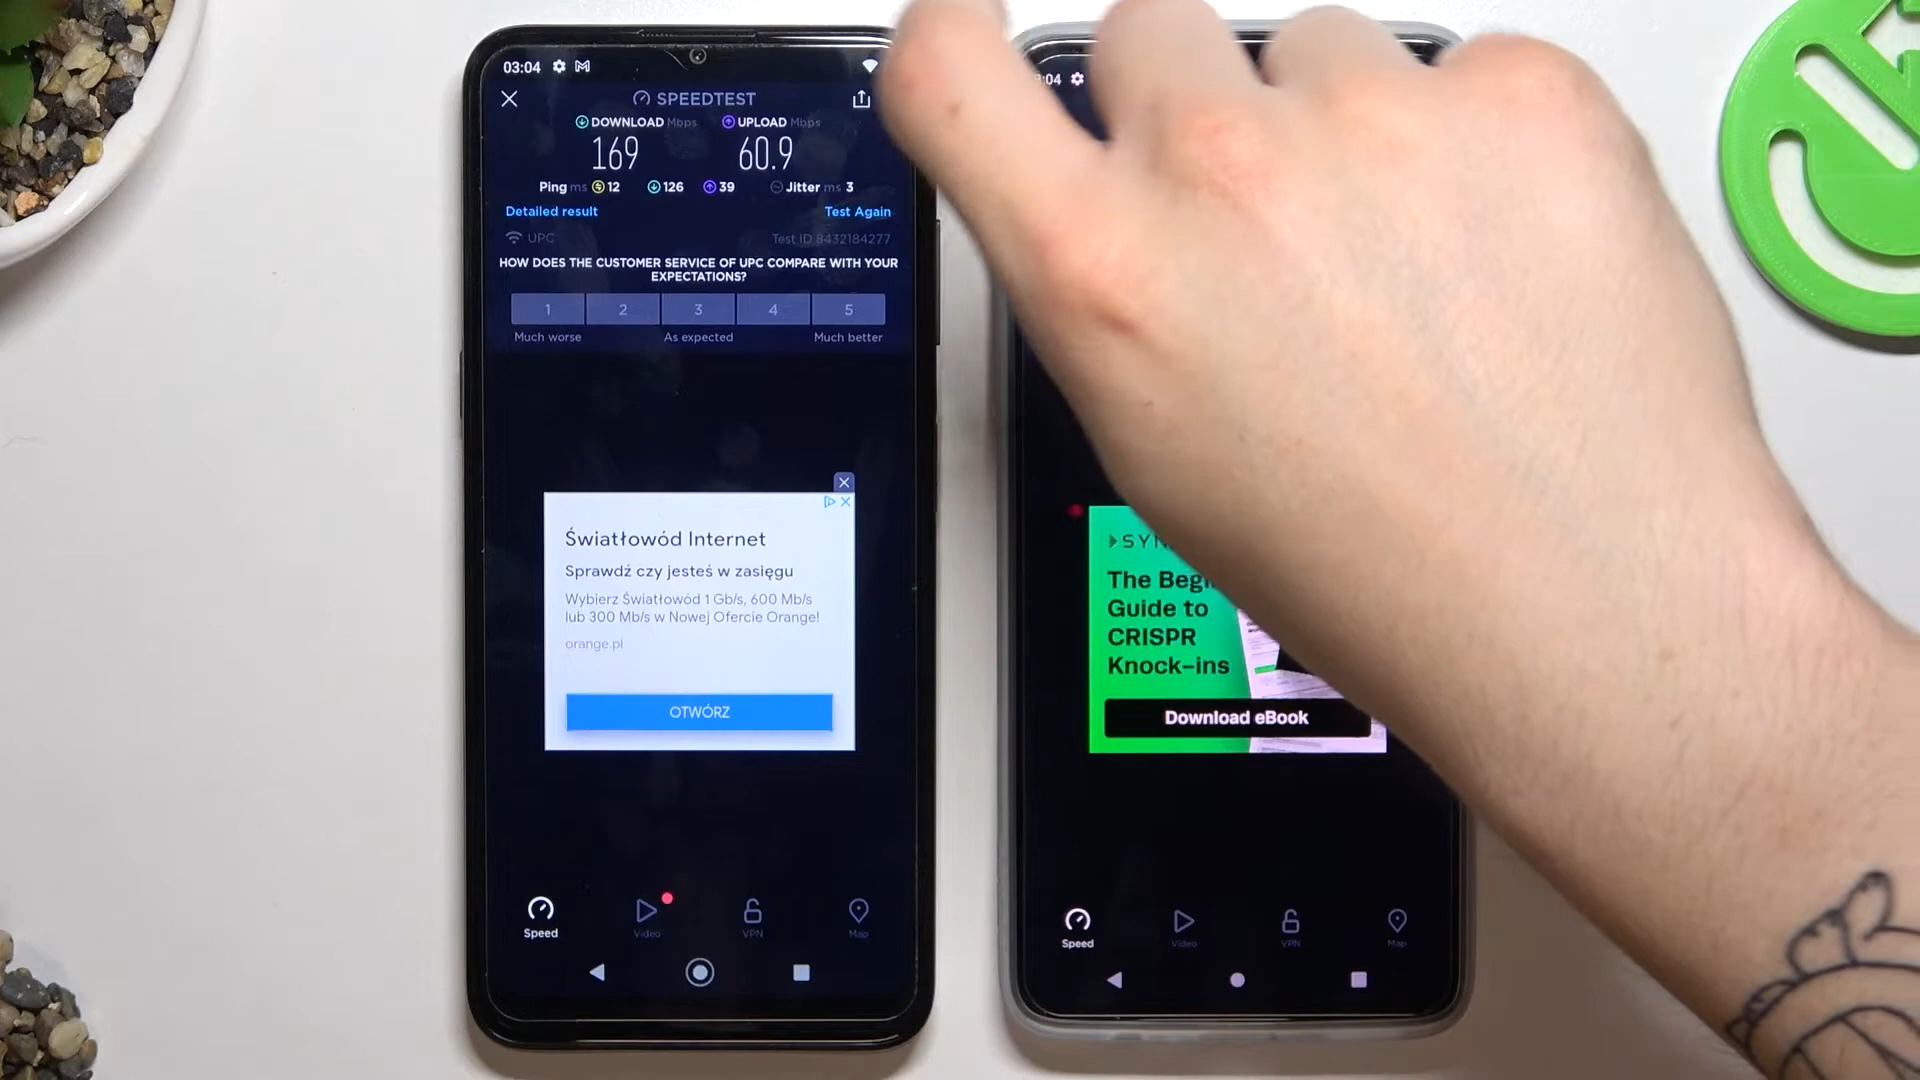 03:04
SPEEDTEST
DOWNLOAD Mbps UPLOAD Mbps
169 60.9
Ping ms 12 126 39 Jitter ms 3
Detailed result Test Again
UPC Test ID 8432184277
HOW DOES THE CUSTOMER SERVICE OF UPC COMPARE WITH YOUR
EXPECTATIONS?
1 2 3 4 5
Much worse As expected Much better
Światłowód Internet
Sprawdź czy jesteś w zasięgu
Wybierz Światłowód 1 Gb/s, 600 Mb/s
lub 300 Mb/s w Nowej Ofercie Orange!
orange.pl
OTWÓRZ
Speed Video VPN Map
:04
The
Guide to
CRISPR
Knock-ins
Download eBook
Speed Video VPN Map